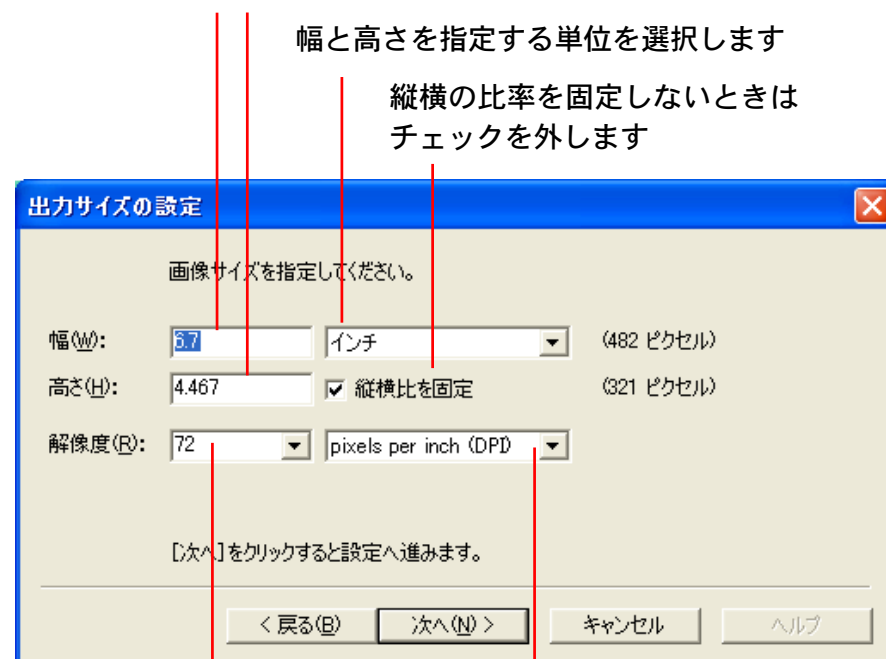 幅と高さを指定する単位を選択します
縦横の比率を固定しないときは
チェックを外します
出力サイズの設定
画像サイズを指定してください。
幅(W): 6.7 インチ (482 ピクセル)
高さ(H): 4.467 縦横比を固定 (321 ピクセル)
解像度(R): 72 pixels per inch (DPI)
[次へ]をクリックすると設定へ進みます。
< 戻る(B) 次へ(N) > キャンセル ヘルプ